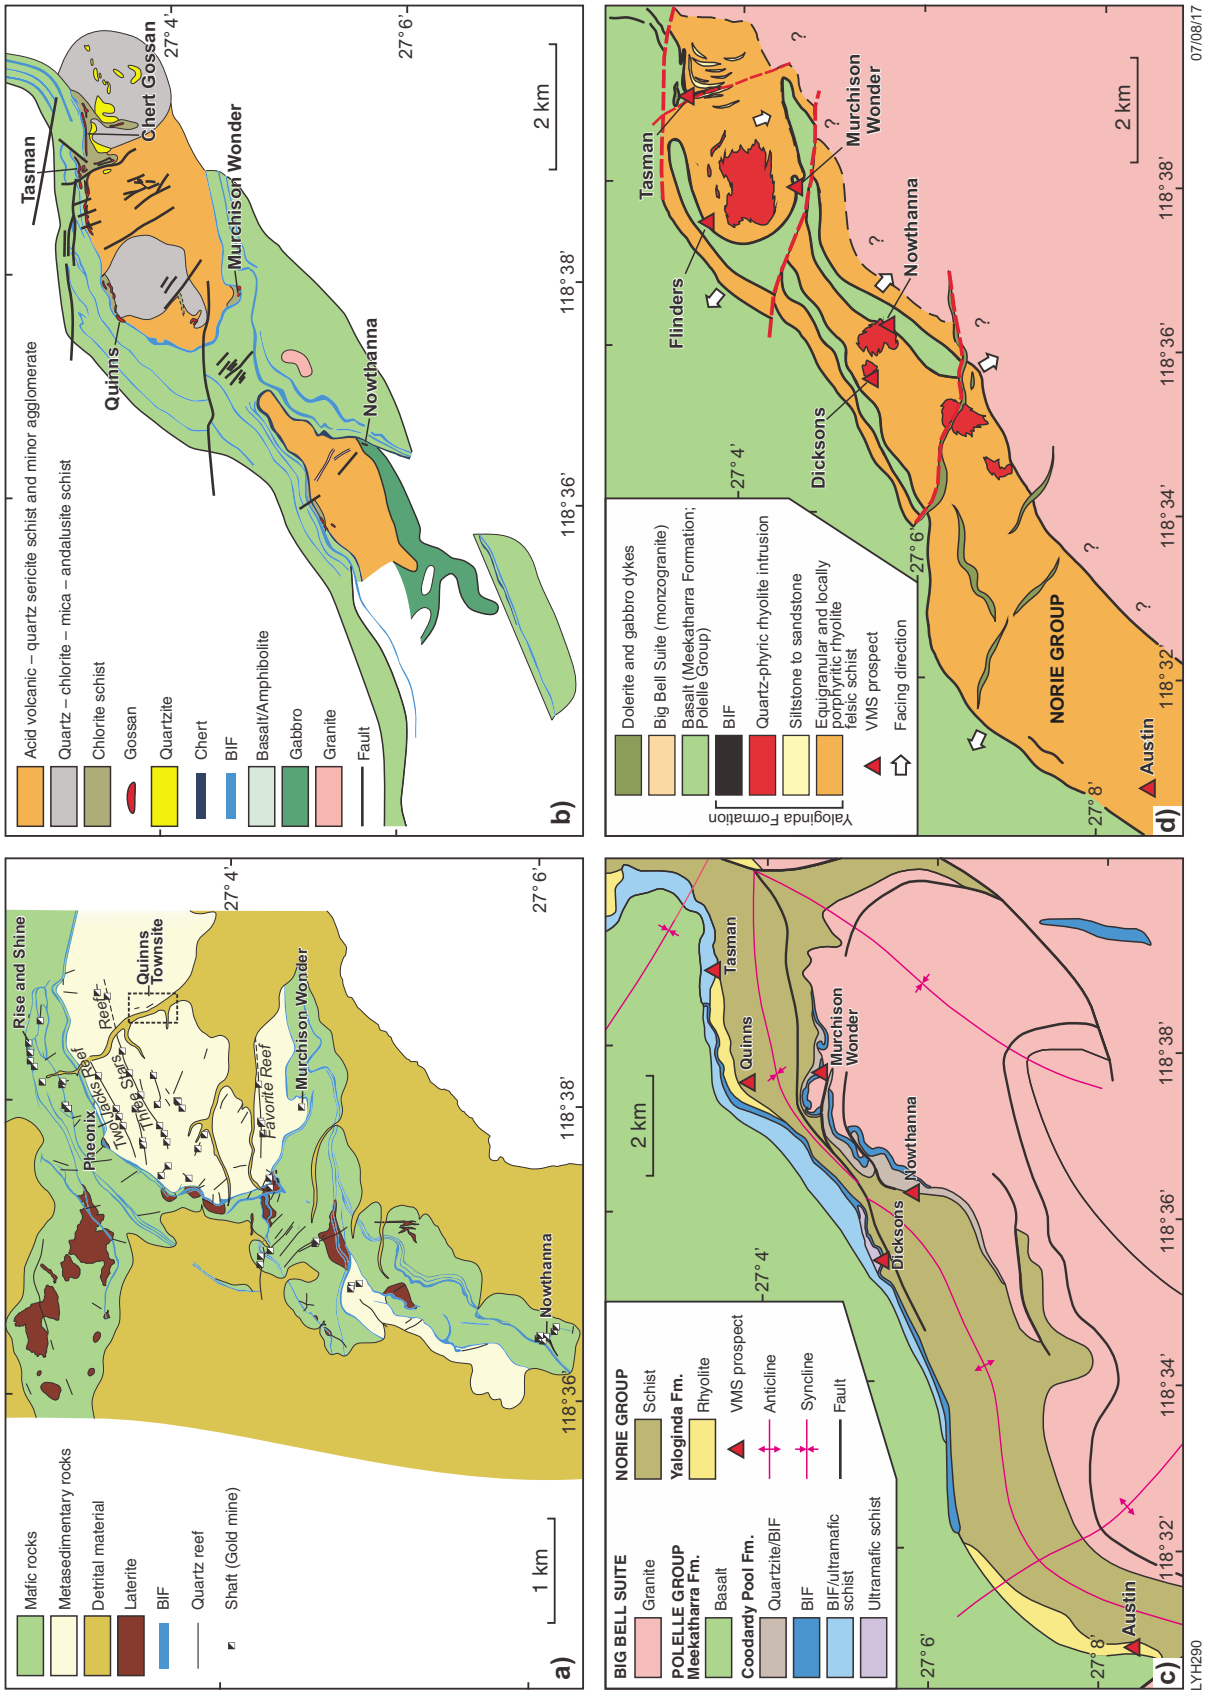 Mafic rocks
Metasedimentary rocks
Detrital material
Laterite
BIF
Quartz reef
Shaft (Gold mine)
1 km
a)
Rise and Shine
Pheonix
Two Jacks Reef
Three Stars
Reef
Quinns
Townsite
Favorite Reef
Murchison Wonder
Nowthanna
27° 4'
27° 6'
118° 38'
118° 36'
Acid volcanic – quartz sericite schist and minor agglomerate
Quartz – chlorite – mica – andalusite schist
Chlorite schist
Gossan
Quartzite
Chert
BIF
Basalt/Amphibolite
Gabbro
Granite
Fault
b)
Tasman
Chert Gossan
Quinns
Murchison Wonder
Nowthanna
27° 4'
27° 6'
118° 38'
118° 36'
2 km
BIG BELL SUITE
Granite
POLELLE GROUP
Meekatharra Fm.
Basalt
Coodardy Pool Fm.
Quartzite/BIF
BIF
BIF/ultramafic
schist
Ultramafic schist
NORIE GROUP
Schist
Yaloginda Fm.
Rhyolite
VMS prospect
Anticline
Syncline
Fault
2 km
c)
Tasman
Quinns
Murchison
Wonder
Nowthanna
Dicksons
Austin
27° 4'
27° 6'
27° 8'
118° 38'
118° 36'
118° 34'
118° 32'
Dolerite and gabbro dykes
Big Bell Suite (monzogranite)
Basalt (Meekatharra Formation;
Polelle Group)
BIF
Quartz-phyric rhyolite intrusion
Siltstone to sandstone
Equigranular and locally
porphyritic rhyolite
felsic schist
VMS prospect
Facing direction
Yaloginda Formation
d)
Tasman
Flinders
Murchison
Wonder
Nowthanna
Dicksons
NORIE GROUP
Austin
?
?
?
?
?
?
27° 4'
27° 6'
27° 8'
118° 38'
118° 36'
118° 34'
118° 32'
2 km
LYH290
07/08/17